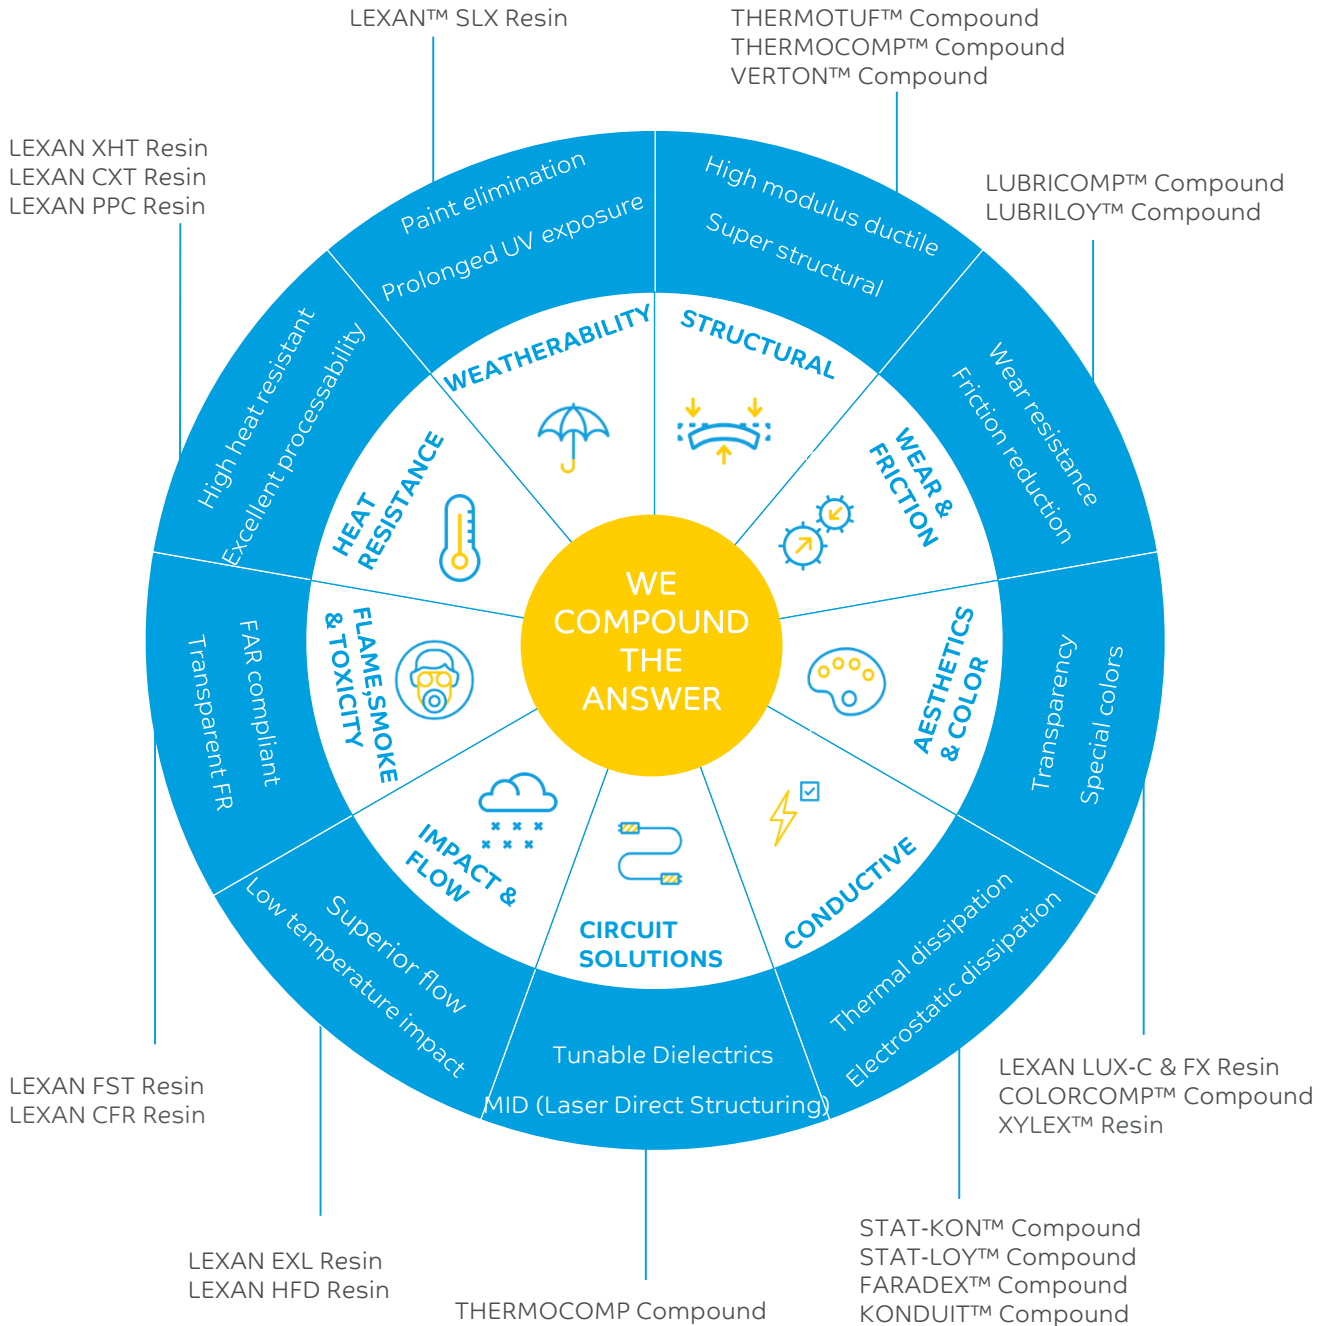 LEXAN™ SLX Resin
THERMOTUF™ Compound
THERMOCOMP™ Compound
VERTON™ Compound
LEXAN XHT Resin
LEXAN CXT Resin
LEXAN PPC Resin
LUBRICOMP™ Compound
LUBRILOY™ Compound
Paint elimination
Prolonged UV exposure
High modulus ductile
Super structural
High heat resistant
Excellent processability
Wear resistance
Friction reduction
WEATHERABILITY
STRUCTURAL
HEAT
RESISTANCE
WEAR &
FRICTION
WE
COMPOUND
THE
ANSWER
FLAME,SMOKE
& TOXICITY
AESTHETICS
& COLOR
FAR compliant
Transparent FR
Transparency
Special colors
IMPACT &
FLOW
CIRCUIT
SOLUTIONS
CONDUCTIVE
Superior flow
Low temperature impact
Thermal dissipation
Electrostatic dissipation
Tunable Dielectrics
MID (Laser Direct Structuring)
LEXAN FST Resin
LEXAN CFR Resin
LEXAN LUX-C & FX Resin
COLORCOMP™ Compound
XYLEX™ Resin
LEXAN EXL Resin
LEXAN HFD Resin
THERMOCOMP Compound
STAT-KON™ Compound
STAT-LOY™ Compound
FARADEX™ Compound
KONDUIT™ Compound